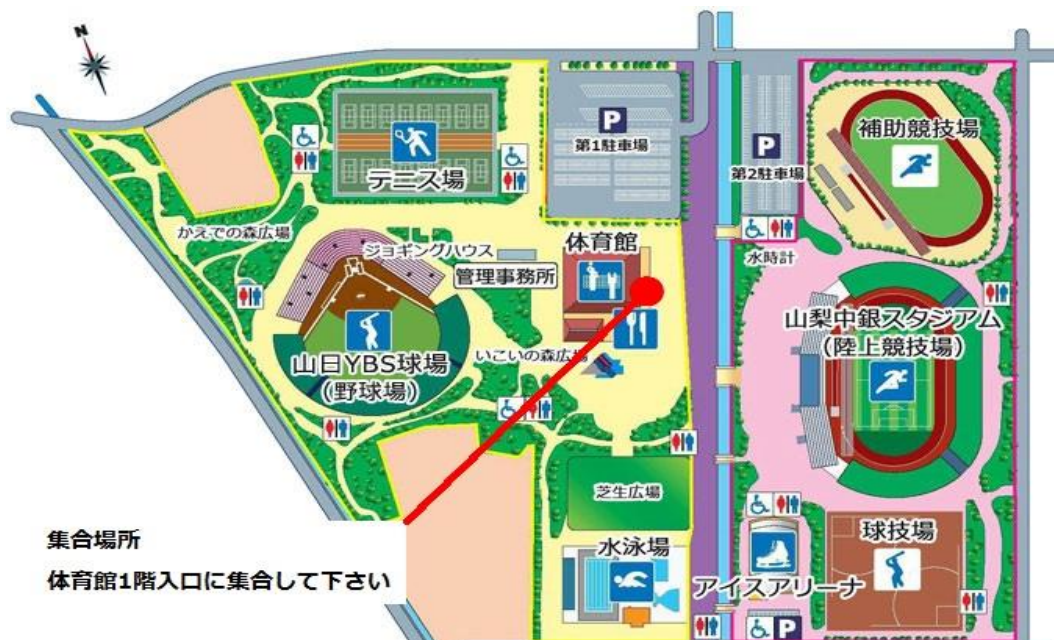 N
P
第1駐車場
P
第2駐車場
補助競技場
テニス場
かえでの森広場
ジョギングハウス
管理事務所
体育館
水時計
山梨中銀スタジアム
(陸上競技場)
山日YBS球場
(野球場)
いこいの森広場
芝生広場
集合場所
体育館1階入口に集合して下さい
水泳場
アイスアリーナ
球技場
P